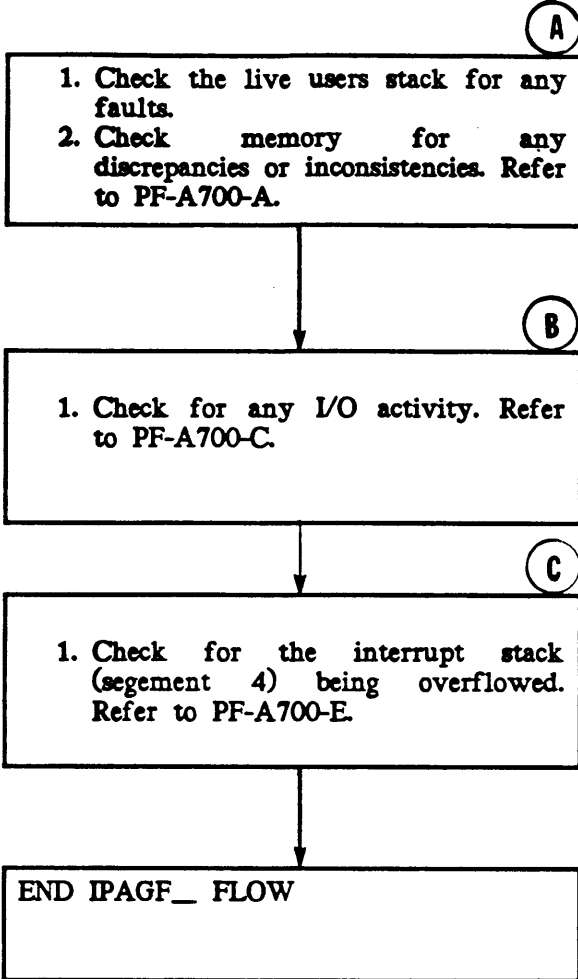 A
1. Check the live users stack for any
faults.
2. Check memory for any
discrepancies or inconsistencies. Refer
to PF-A700-A.
B
1. Check for any I/O activity. Refer
to PF-A700-C.
C
1. Check for the interrupt stack
(segement 4) being overflowed.
Refer to PF-A700-E.
END IPAGF__ FLOW